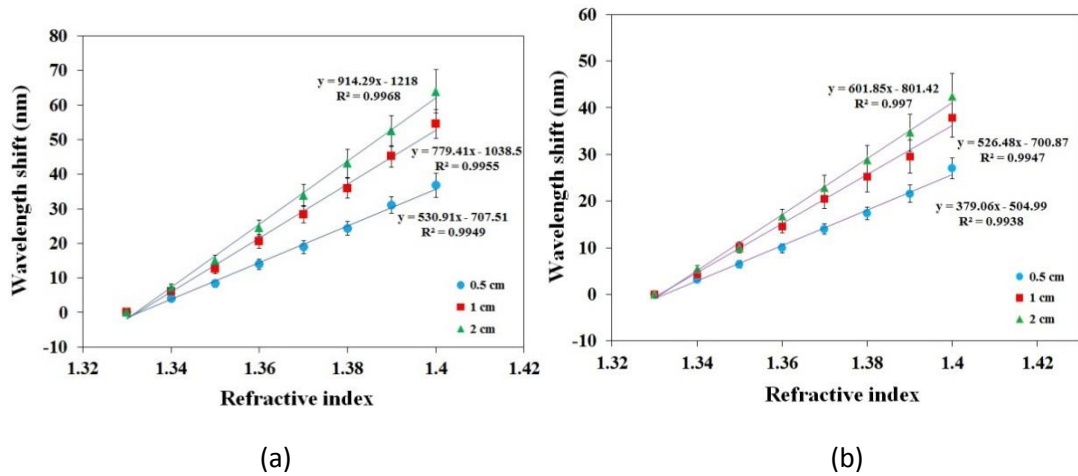 80
70
60
50
40
30
20
10
0
-10
Wavelength shift (nm)
y = 914.29x - 1218
R² = 0.9968
y = 779.41x - 1038.5
R² = 0.9955
y = 530.91x - 707.51
R² = 0.9949
0.5 cm
1 cm
2 cm
1.32 1.34 1.36 1.38 1.4 1.42
Refractive index
(a)
60
50
40
30
20
10
0
-10
Wavelength shift (nm)
y = 601.85x - 801.42
R² = 0.997
y = 526.48x - 700.87
R² = 0.9947
y = 379.06x - 504.99
R² = 0.9938
0.5 cm
1 cm
2 cm
1.32 1.34 1.36 1.38 1.4 1.42
Refractive index
(b)